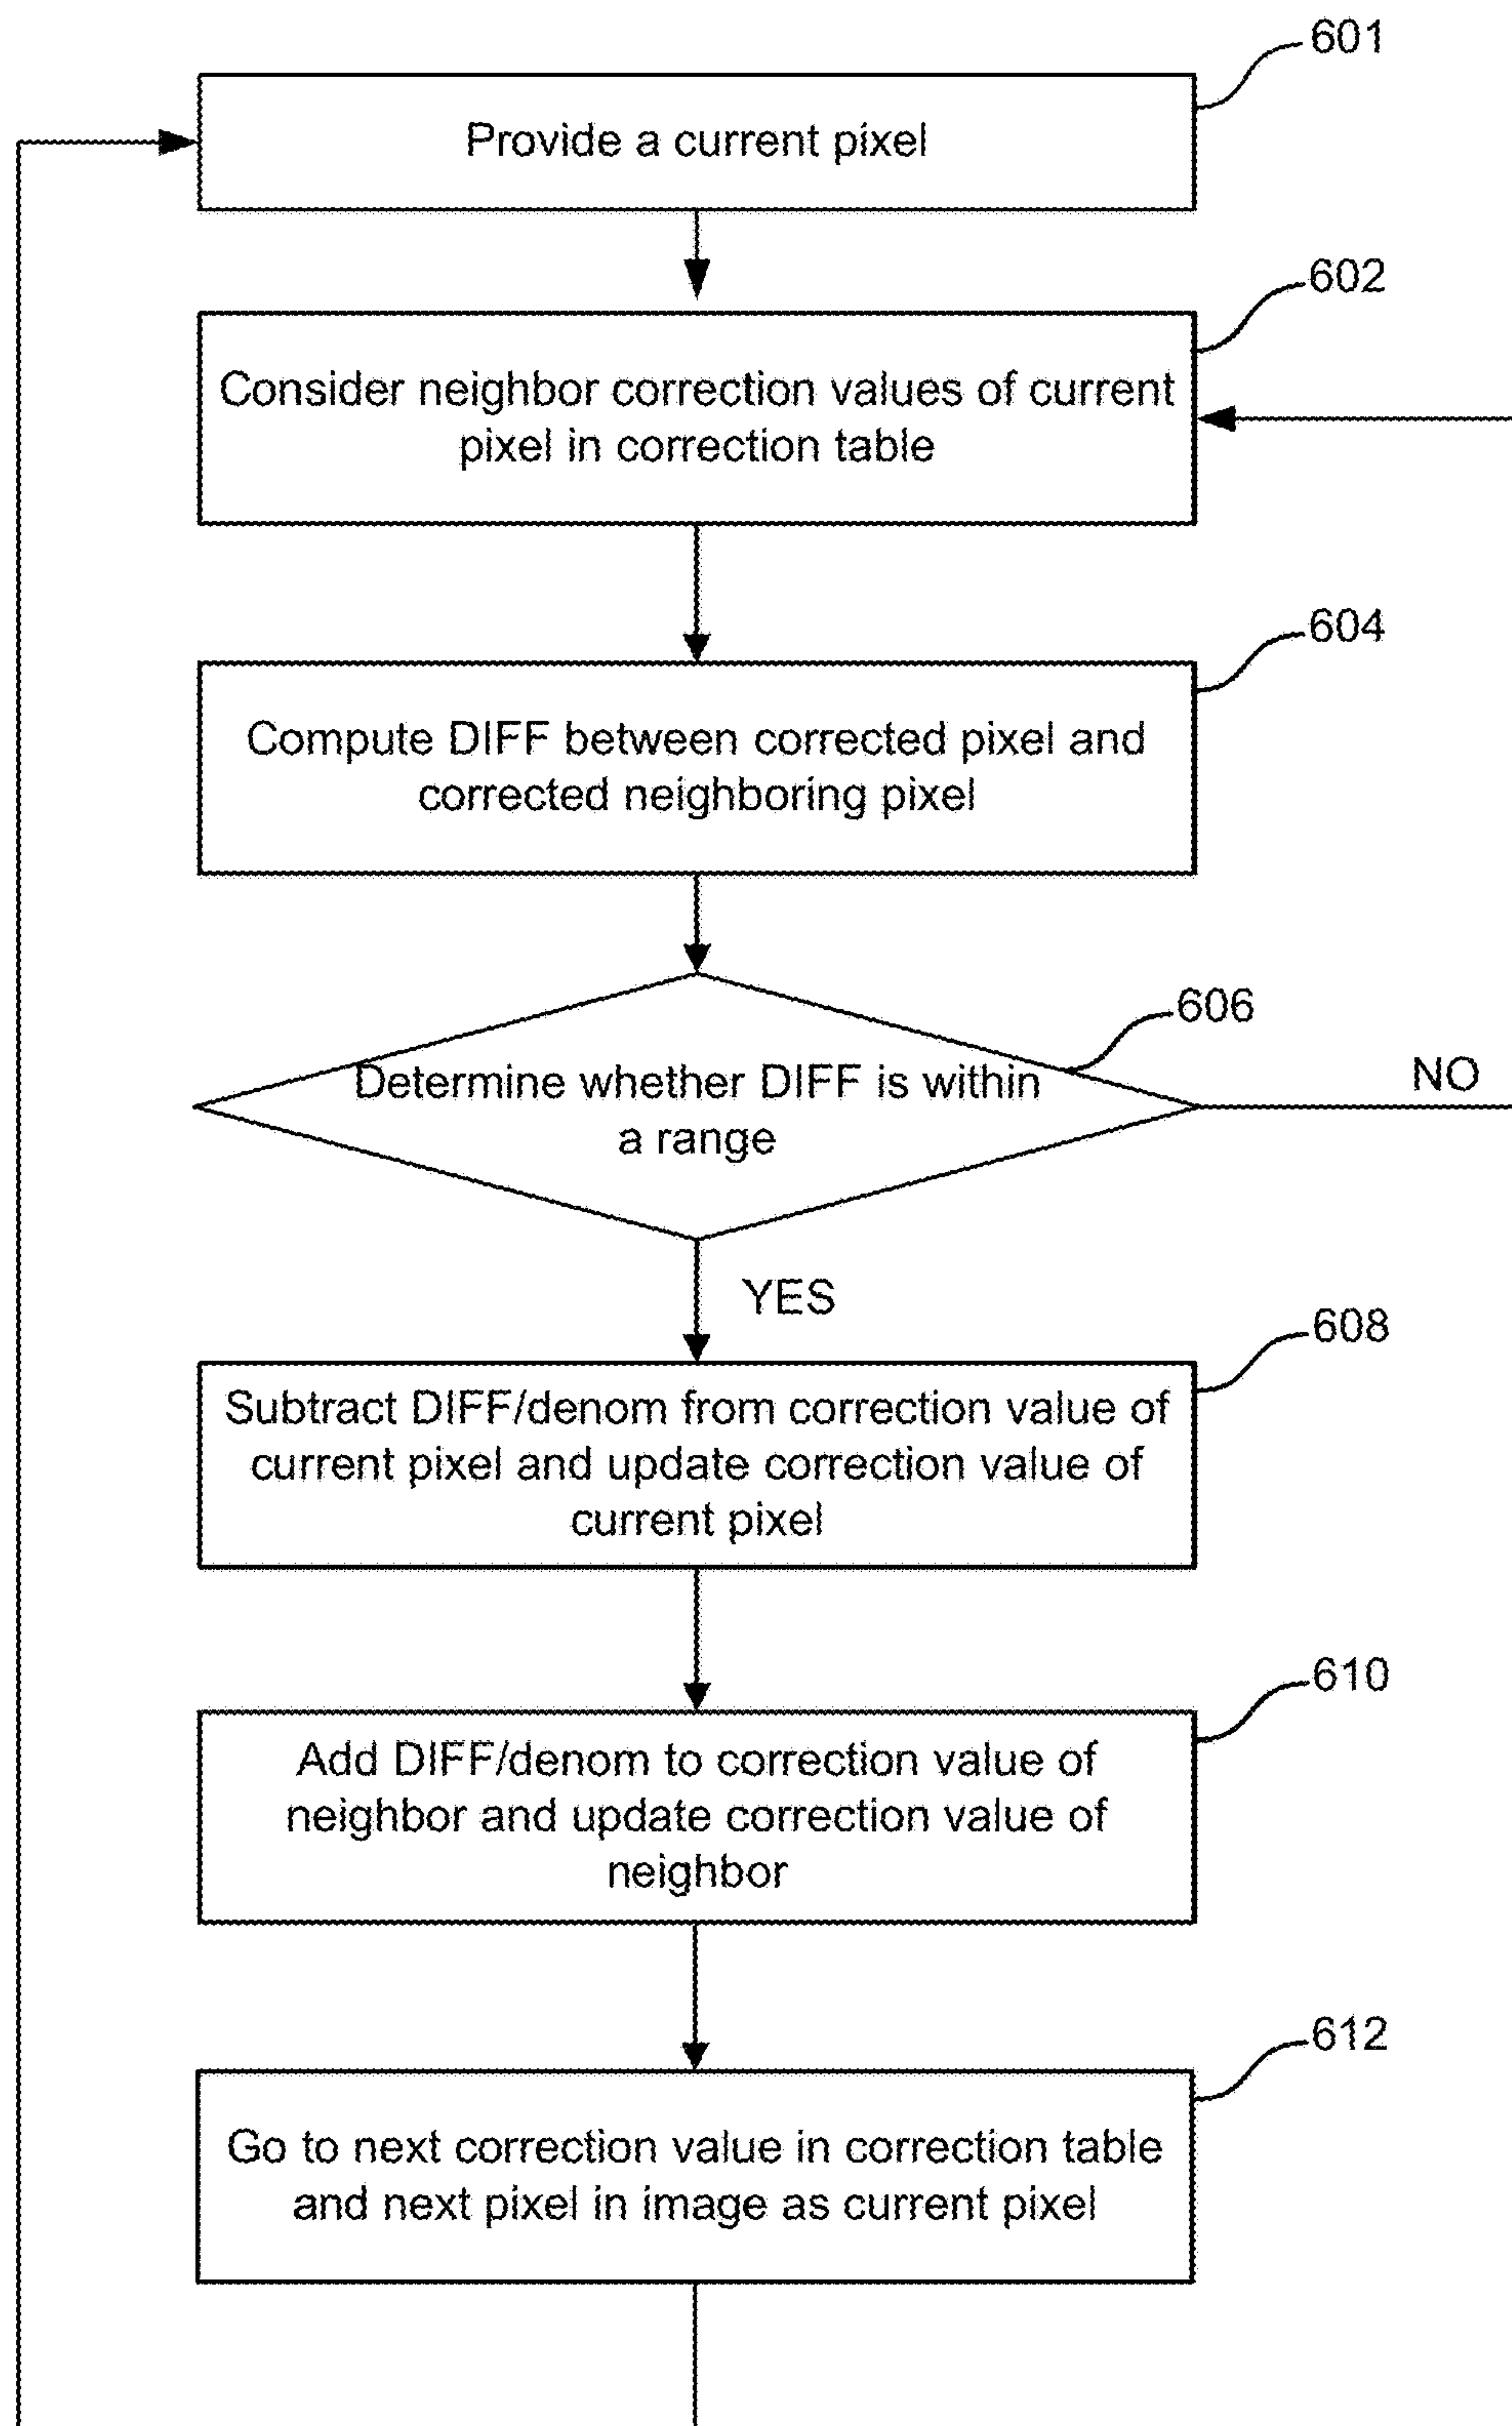 601
Provide a current pixel
602
Consider neighbor correction values of current
pixel in correction table
604
Compute DIFF between corrected pixel and
corrected neighboring pixel
606
Determine whether DIFF is within
a range
NO
YES
608
Subtract DIFF/denom from correction value of
current pixel and update correction value of
current pixel
610
Add DIFF/denom to correction value of
neighbor and update correction value of
neighbor
612
Go to next correction value in correction table
and next pixel in image as current pixel